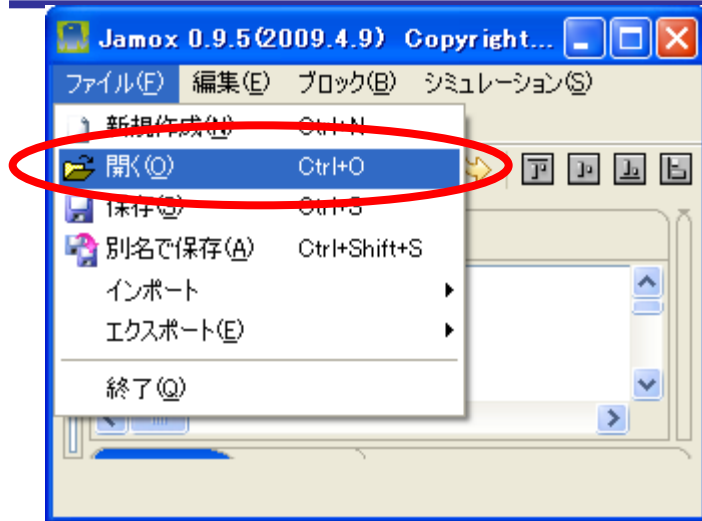 Jamox 0.9.5(2009.4.9) Copyright...
ファイル(F) 編集(E) ブロック(B) シミュレーション(S)
新規作成(N) Ctrl+N
開く(O) Ctrl+O
保存(S) Ctrl+S
別名で保存(A) Ctrl+Shift+S
インポート
エクスポート(E)
終了(Q)